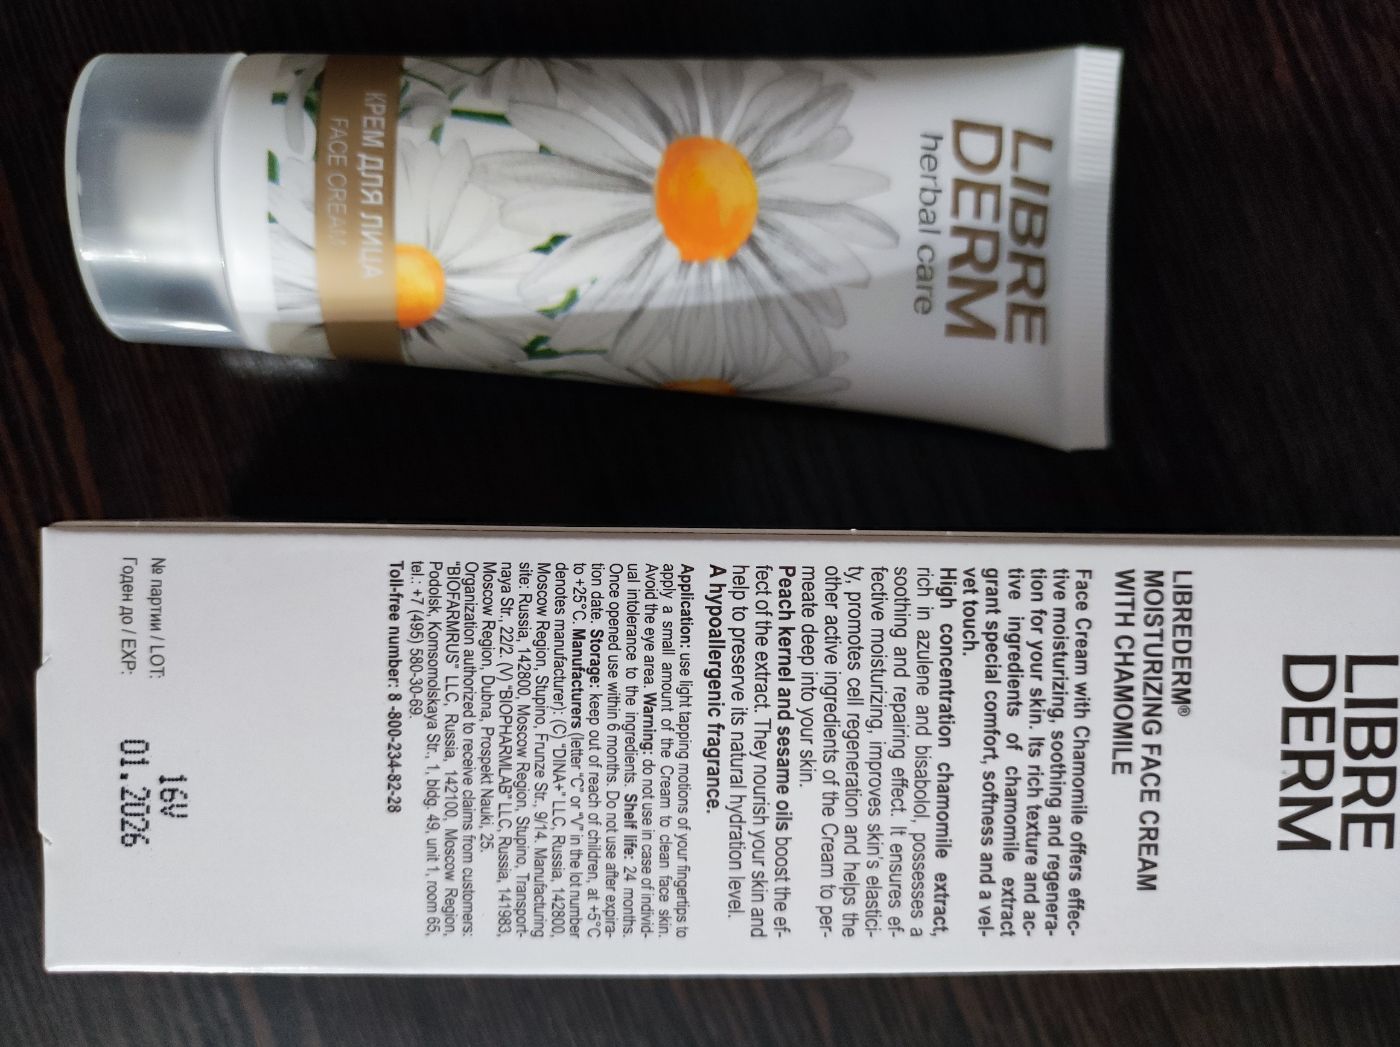 LIBRE
DERM
herbal care
КРЕМ ДЛЯ ЛИЦА
FACE CREAM
LIBRE
DERM
LIBREDERM®
MOISTURIZING FACE CREAM
WITH CHAMOMILE
Face Cream with Chamomile offers effec-
tive moisturizing, soothing and regenera-
tion for your skin. Its rich texture and ac-
tive ingredients of chamomile extract
grant special comfort, softness and a vel-
vet touch.
High concentration chamomile extract,
rich in azulene and bisabolol, possesses a
soothing and repairing effect. It ensures ef-
fective moisturizing, improves skin's elastici-
ty, promotes cell regeneration and helps the
other active ingredients of the Cream to per-
meate deep into your skin.
Peach kernel and sesame oils boost the ef-
fect of the extract. They nourish your skin and
help to preserve its natural hydration level.
A hypoallergenic fragrance.
Application: use light tapping motions of your fingertips to
apply a small amount of the Cream to clean face skin.
Avoid the eye area. Warning: do not use in case of individ-
ual intolerance to the ingredients. Shelf life: 24 months.
Once opened use within 6 months. Do not use after expira-
tion date. Storage: keep out of reach of children, at +5°C
to +25°C. Manufacturers (letter "C" or "V" in the lot number
denotes manufacturer): (C) "DINA+" LLC, Russia, 142800,
Moscow Region, Stupino, Frunze Str., 9/14. Manufacturing
site: Russia, 142800, Moscow Region, Stupino, Transport-
naya Str., 22/2. (V) "BIOPHARMLAB" LLC, Russia, 141983,
Moscow Region, Dubna, Prospekt Nauki, 25.
Organization authorized to receive claims from customers:
"BIOFARMRUS" LLC, Russia, 142100, Moscow Region,
Podolsk, Komsomolskaya Str., 1, bldg. 49, unit 1, room 65,
tel.: +7 (495) 580-30-69.
Toll-free number: 8 -800-234-82-28
№ партии / LOT: 16V
Годен до / EXP: 01.2026